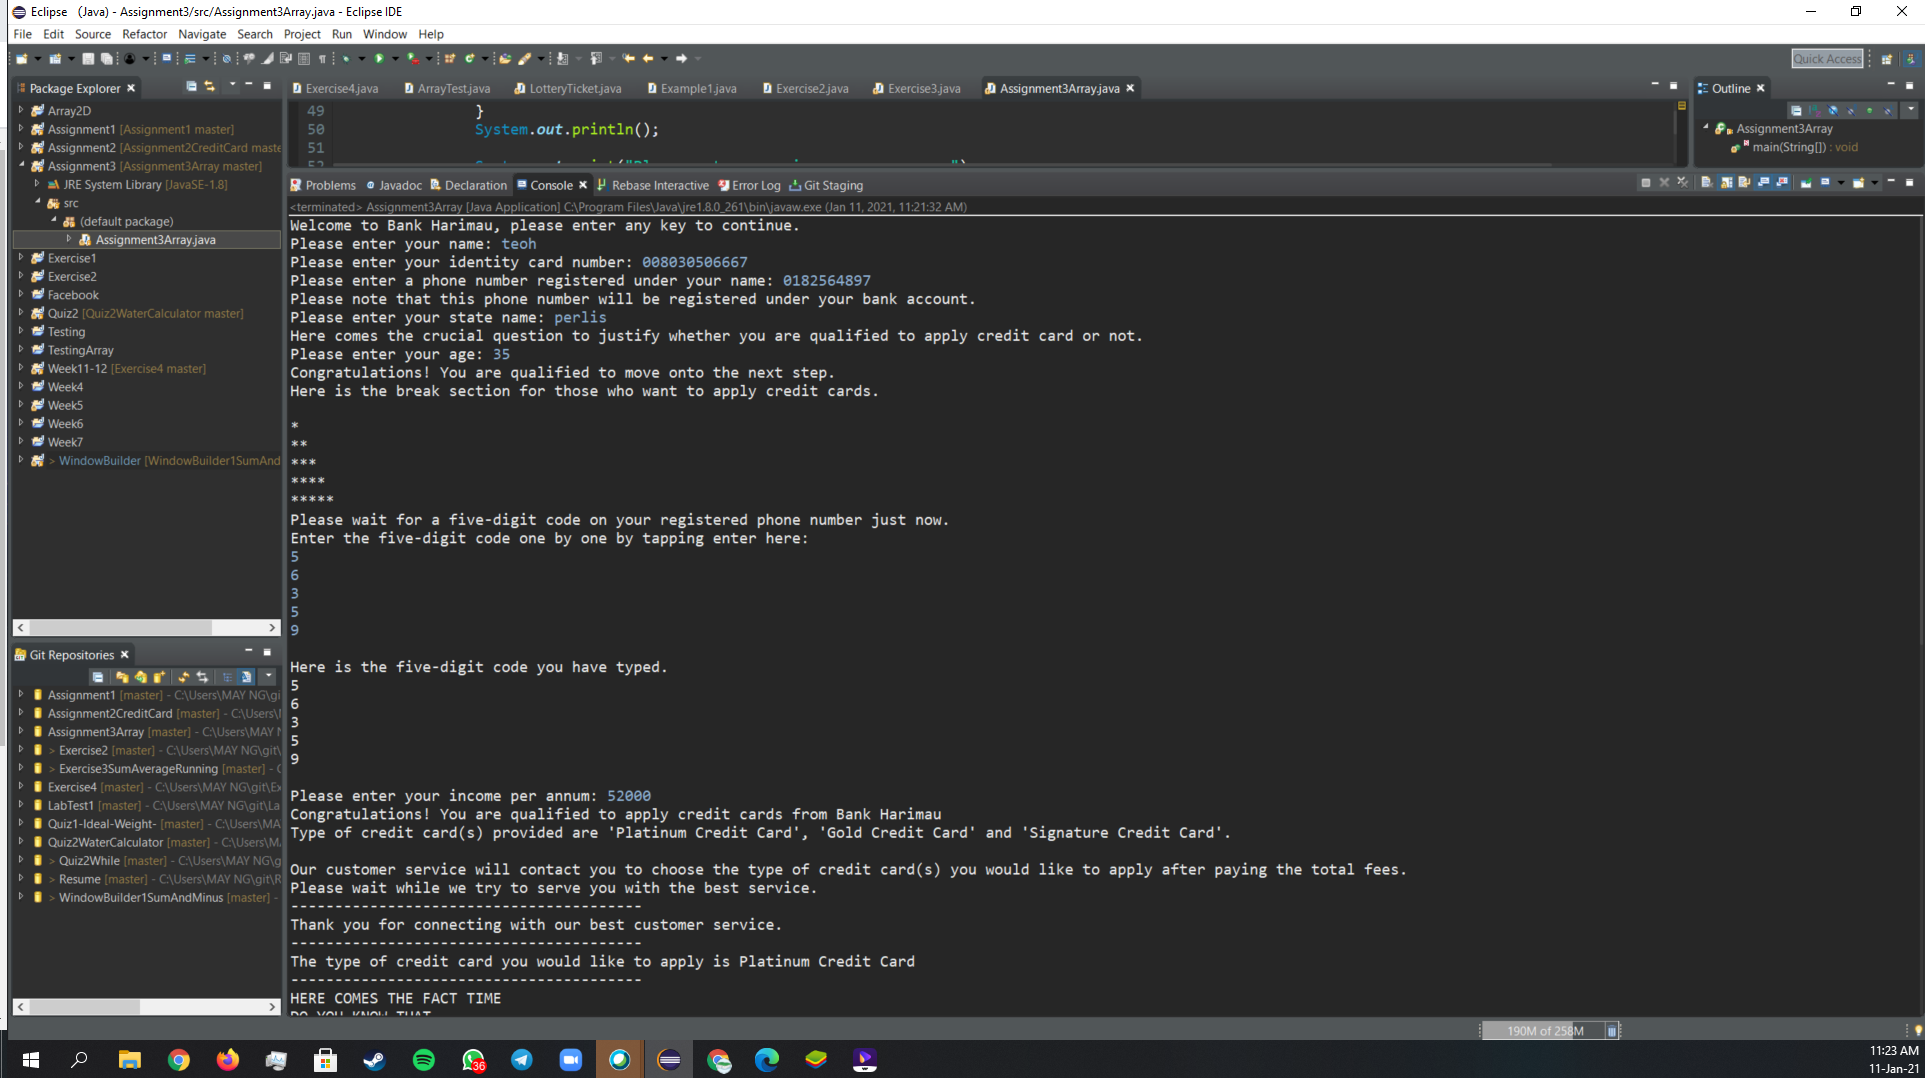 Eclipse (Java) - Assignment3/src/Assignment3Array.java - Eclipse IDE
File Edit Source Refactor Navigate Search Project Run Window Help
Quick Access
Package Explorer
Array2D
Assignment1 [Assignment1 master]
Assignment2 [Assignment2CreditCard maste
Assignment3 [Assignment3Array master]
JRE System Library [JavaSE-1.8]
src
(default package)
Assignment3Array.java
Exercise1
Exercise2
Facebook
Quiz2 [Quiz2WaterCalculator master]
Testing
TestingArray
Week11-12 [Exercise4 master]
Week4
Week5
Week6
Week7
> WindowBuilder [WindowBuilder1SumAnd
Git Repositories
Assignment1 [master] - C:\Users\MAY NG\gi
Assignment2CreditCard [master] - C:\Users\
Assignment3Array [master] - C:\Users\MAY
> Exercise2 [master] - C:\Users\MAY NG\git\
> Exercise3SumAverageRunning [master] -
Exercise4 [master] - C:\Users\MAY NG\git\Ex
LabTest1 [master] - C:\Users\MAY NG\git\La
Quiz1-Ideal-Weight- [master] - C:\Users\MA
Quiz2WaterCalculator [master] - C:\Users\M
> Quiz2While [master] - C:\Users\MAY NG\g
> Resume [master] - C:\Users\MAY NG\git\R
> WindowBuilder1SumAndMinus [master] -
Exercise4.java ArrayTest.java LotteryTicket.java Example1.java Exercise2.java Exercise3.java Assignment3Array.java
49 }
50 System.out.println();
51
52
Outline
Assignment3Array
main(String[]) : void
Problems Javadoc Declaration Console Rebase Interactive Error Log Git Staging
<terminated> Assignment3Array [Java Application] C:\Program Files\Java\jre1.8.0_261\bin\javaw.exe (Jan 11, 2021, 11:21:32 AM)
Welcome to Bank Harimau, please enter any key to continue.
Please enter your name: teoh
Please enter your identity card number: 008030506667
Please enter a phone number registered under your name: 0182564897
Please note that this phone number will be registered under your bank account.
Please enter your state name: perlis
Here comes the crucial question to justify whether you are qualified to apply credit card or not.
Please enter your age: 35
Congratulations! You are qualified to move onto the next step.
Here is the break section for those who want to apply credit cards.
*
**
***
****
*****
Please wait for a five-digit code on your registered phone number just now.
Enter the five-digit code one by one by tapping enter here:
5
6
3
5
9
Here is the five-digit code you have typed.
5
6
3
5
9
Please enter your income per annum: 52000
Congratulations! You are qualified to apply credit cards from Bank Harimau
Type of credit card(s) provided are 'Platinum Credit Card', 'Gold Credit Card' and 'Signature Credit Card'.
Our customer service will contact you to choose the type of credit card(s) you would like to apply after paying the total fees.
Please wait while we try to serve you with the best service.
----------------------------------------
Thank you for connecting with our best customer service.
----------------------------------------
The type of credit card you would like to apply is Platinum Credit Card
----------------------------------------
HERE COMES THE FACT TIME
DO YOU KNOW THAT
190M of 258M
36
11:23 AM
11-Jan-21